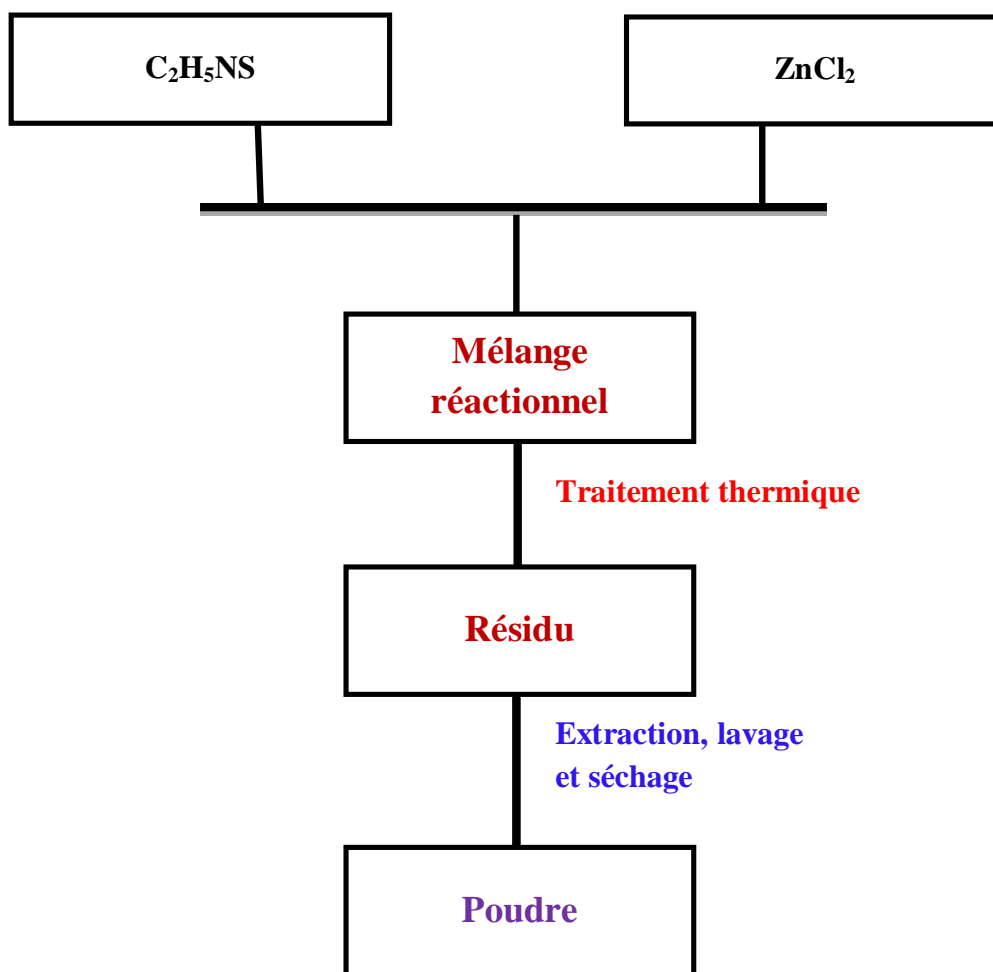 C₂H₅NS
ZnCl₂
Mélange
réactionnel
Traitement thermique
Résidu
Extraction, lavage
et séchage
Poudre